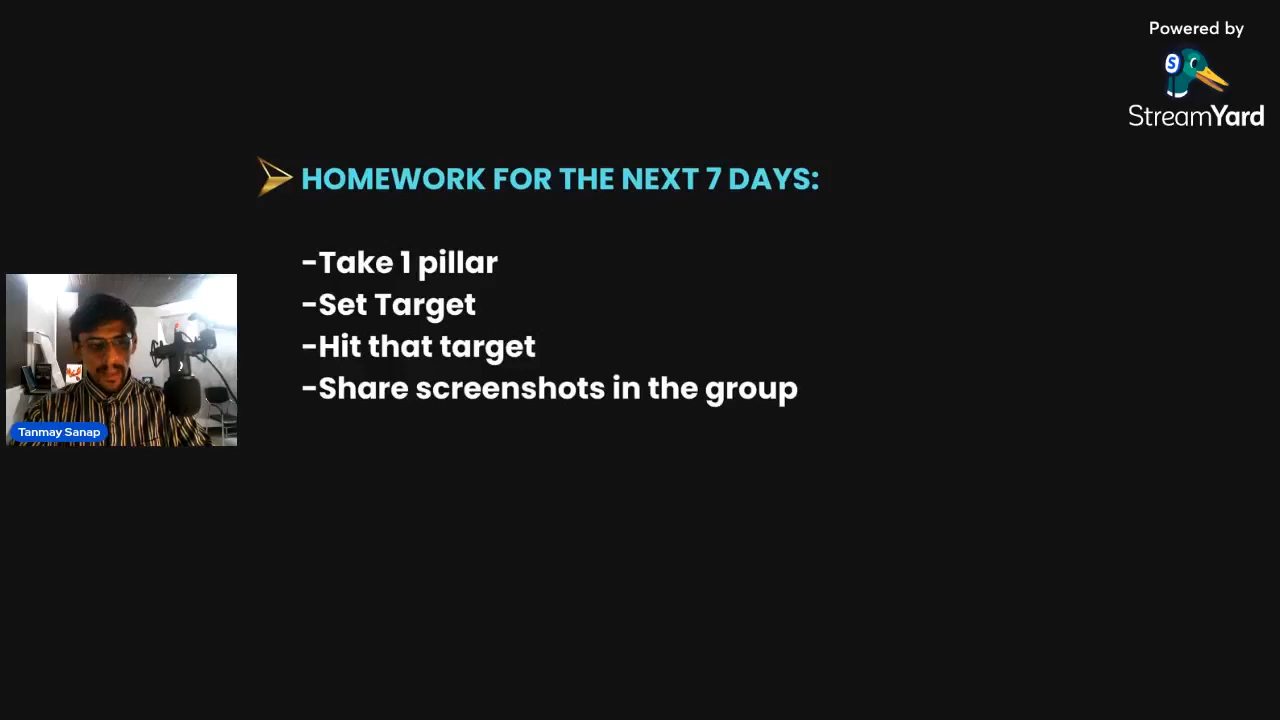 Powered by
StreamYard
HOMEWORK FOR THE NEXT 7 DAYS:
-Take 1 pillar
-Set Target
-Hit that target
-Share screenshots in the group
Tanmay Sanap